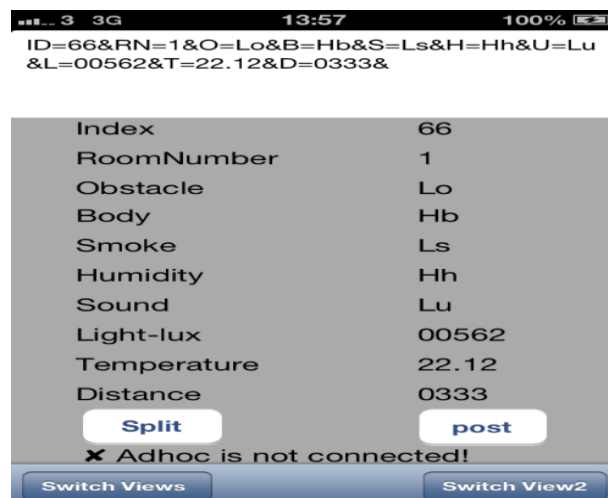 3 3G 13:57 100%
ID=66&RN=1&O=Lo&B=Hb&S=Ls&H=Hh&U=Lu
&L=00562&T=22.12&D=0333&
Index 66
RoomNumber 1
Obstacle Lo
Body Hb
Smoke Ls
Humidity Hh
Sound Lu
Light-lux 00562
Temperature 22.12
Distance 0333
Split post
✘ Adhoc is not connected!
Switch Views Switch View2